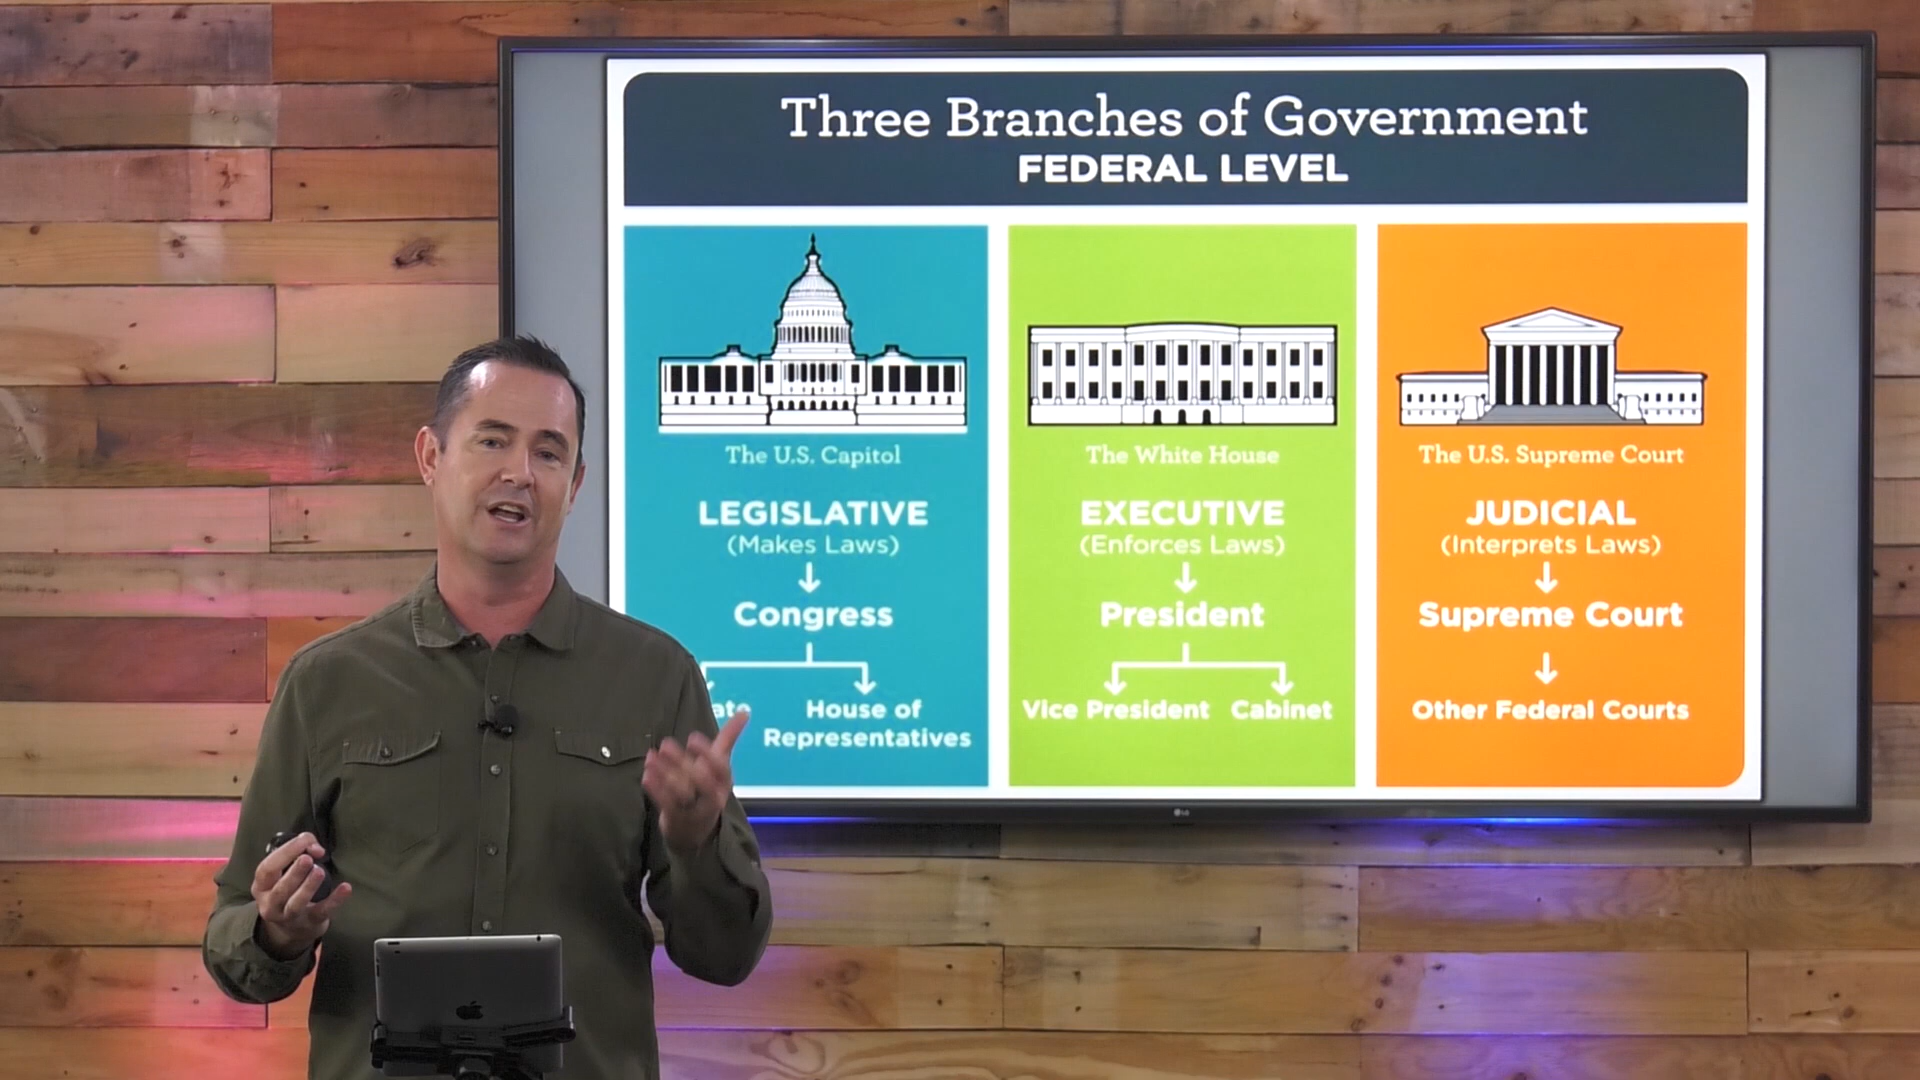 Three Branches of Government
FEDERAL LEVEL
The U.S. Capitol
LEGISLATIVE
(Makes Laws)
Congress
House of
Representatives
The White House
EXECUTIVE
(Enforces Laws)
President
Vice President
Cabinet
The U.S. Supreme Court
JUDICIAL
(Interprets Laws)
Supreme Court
Other Federal Courts
LG